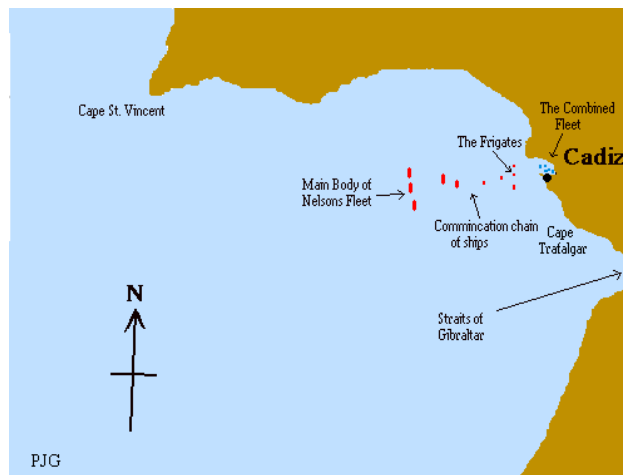 Cape St. Vincent
The Combined
Fleet
The Frigates
Cadiz
Main Body of
Nelsons Fleet
Commincation chain
of ships
Cape
Trafalgar
N
Straits of
Gibraltar
PJG